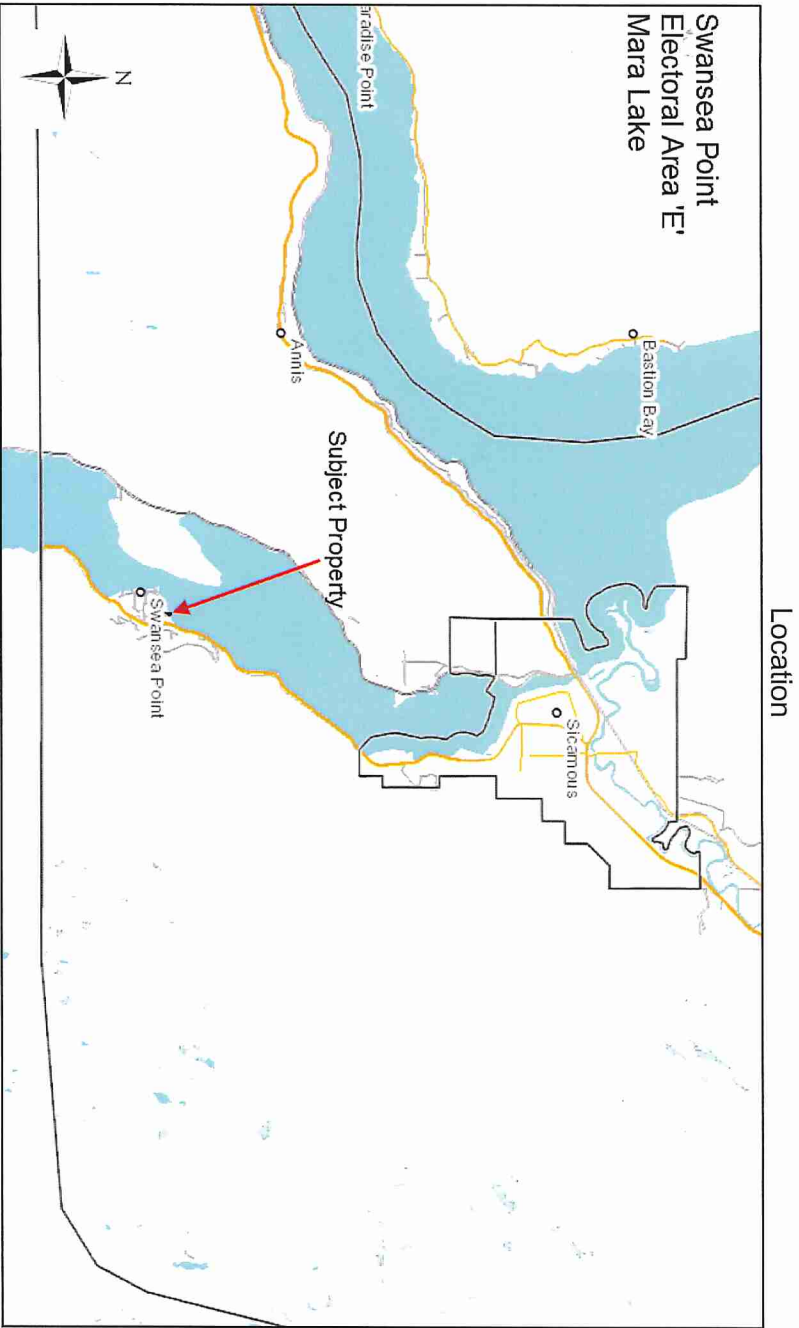 Location
Swansea Point
Electoral Area 'E'
Mara Lake
Bastion Bay
aradise Point
Annis
Subject Property
Sicamous
Swansea Point
N